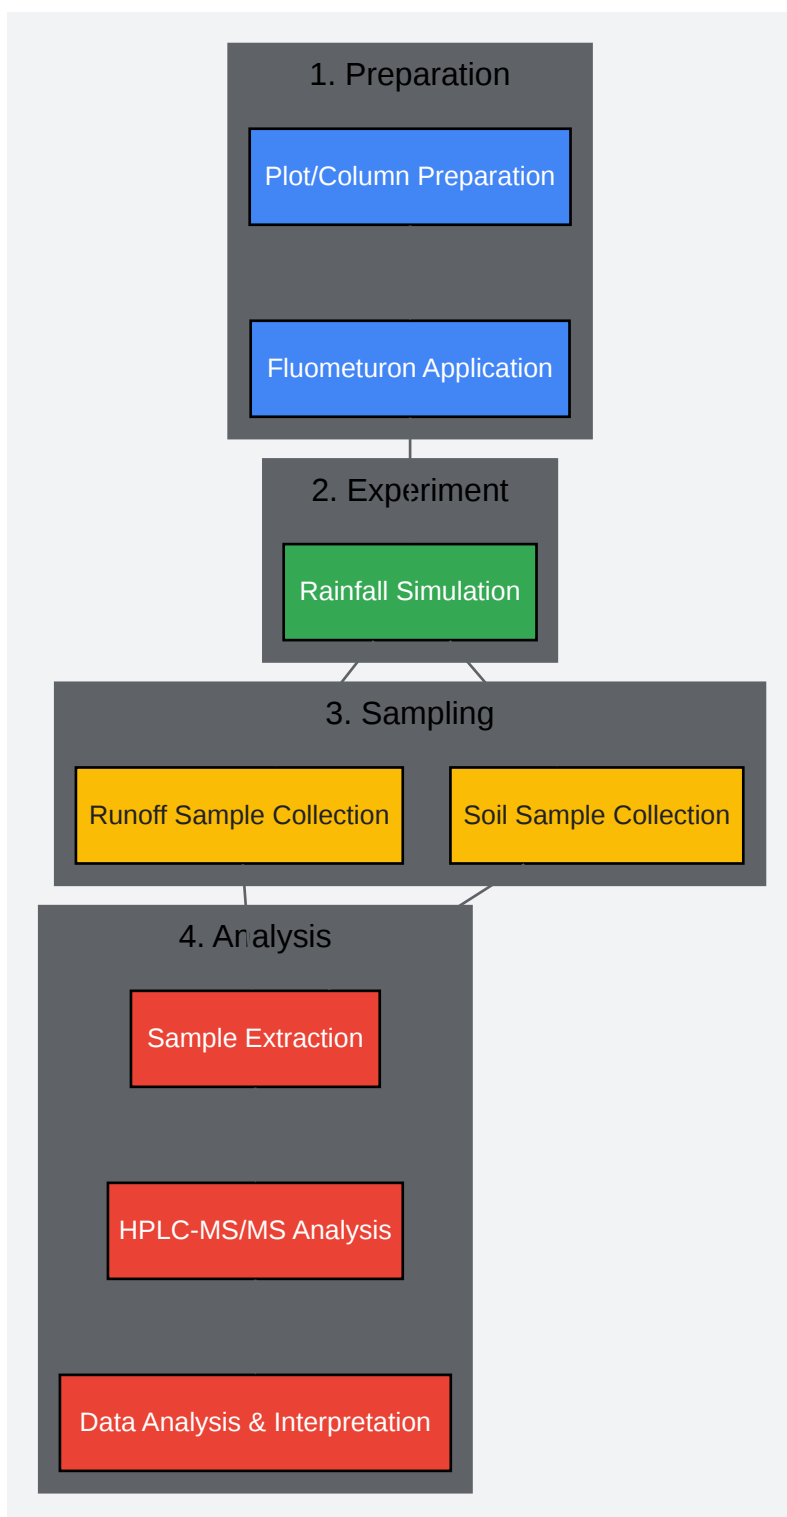 1. Preparation
Plot/Column Preparation
Fluometuron Application
2. Experiment
Rainfall Simulation
3. Sampling
Runoff Sample Collection
Soil Sample Collection
4. Analysis
Sample Extraction
HPLC-MS/MS Analysis
Data Analysis & Interpretation